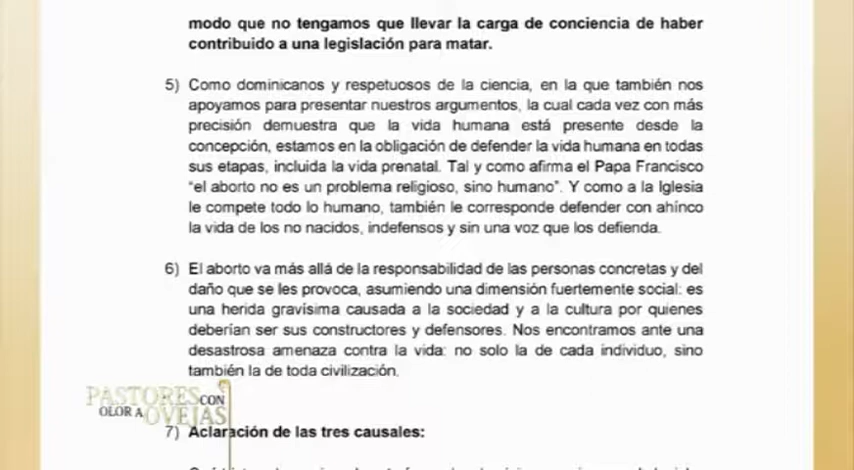 modo que no tengamos que llevar la carga de conciencia de haber
contribuido a una legislación para matar.
5) Como dominicanos y respetuosos de la ciencia, en la que también nos
apoyamos para presentar nuestros argumentos, la cual cada vez con más
precisión demuestra que la vida humana está presente desde la
concepción, estamos en la obligación de defender la vida humana en todas
sus etapas, incluida la vida prenatal. Tal y como afirma el Papa Francisco
"el aborto no es un problema religioso, sino humano". Y como a la Iglesia
le compete todo lo humano, también le corresponde defender con ahínco
la vida de los no nacidos, indefensos y sin una voz que los defienda.
6) El aborto va más allá de la responsabilidad de las personas concretas y del
daño que se les provoca, asumiendo una dimensión fuertemente social: es
una herida gravísima causada a la sociedad y a la cultura por quienes
deberían ser sus constructores y defensores. Nos encontramos ante una
desastrosa amenaza contra la vida: no solo la de cada individuo, sino
también la de toda civilización.
PASTORES CON
OLOR A OVEJAS
7) Aclaración de las tres causales: